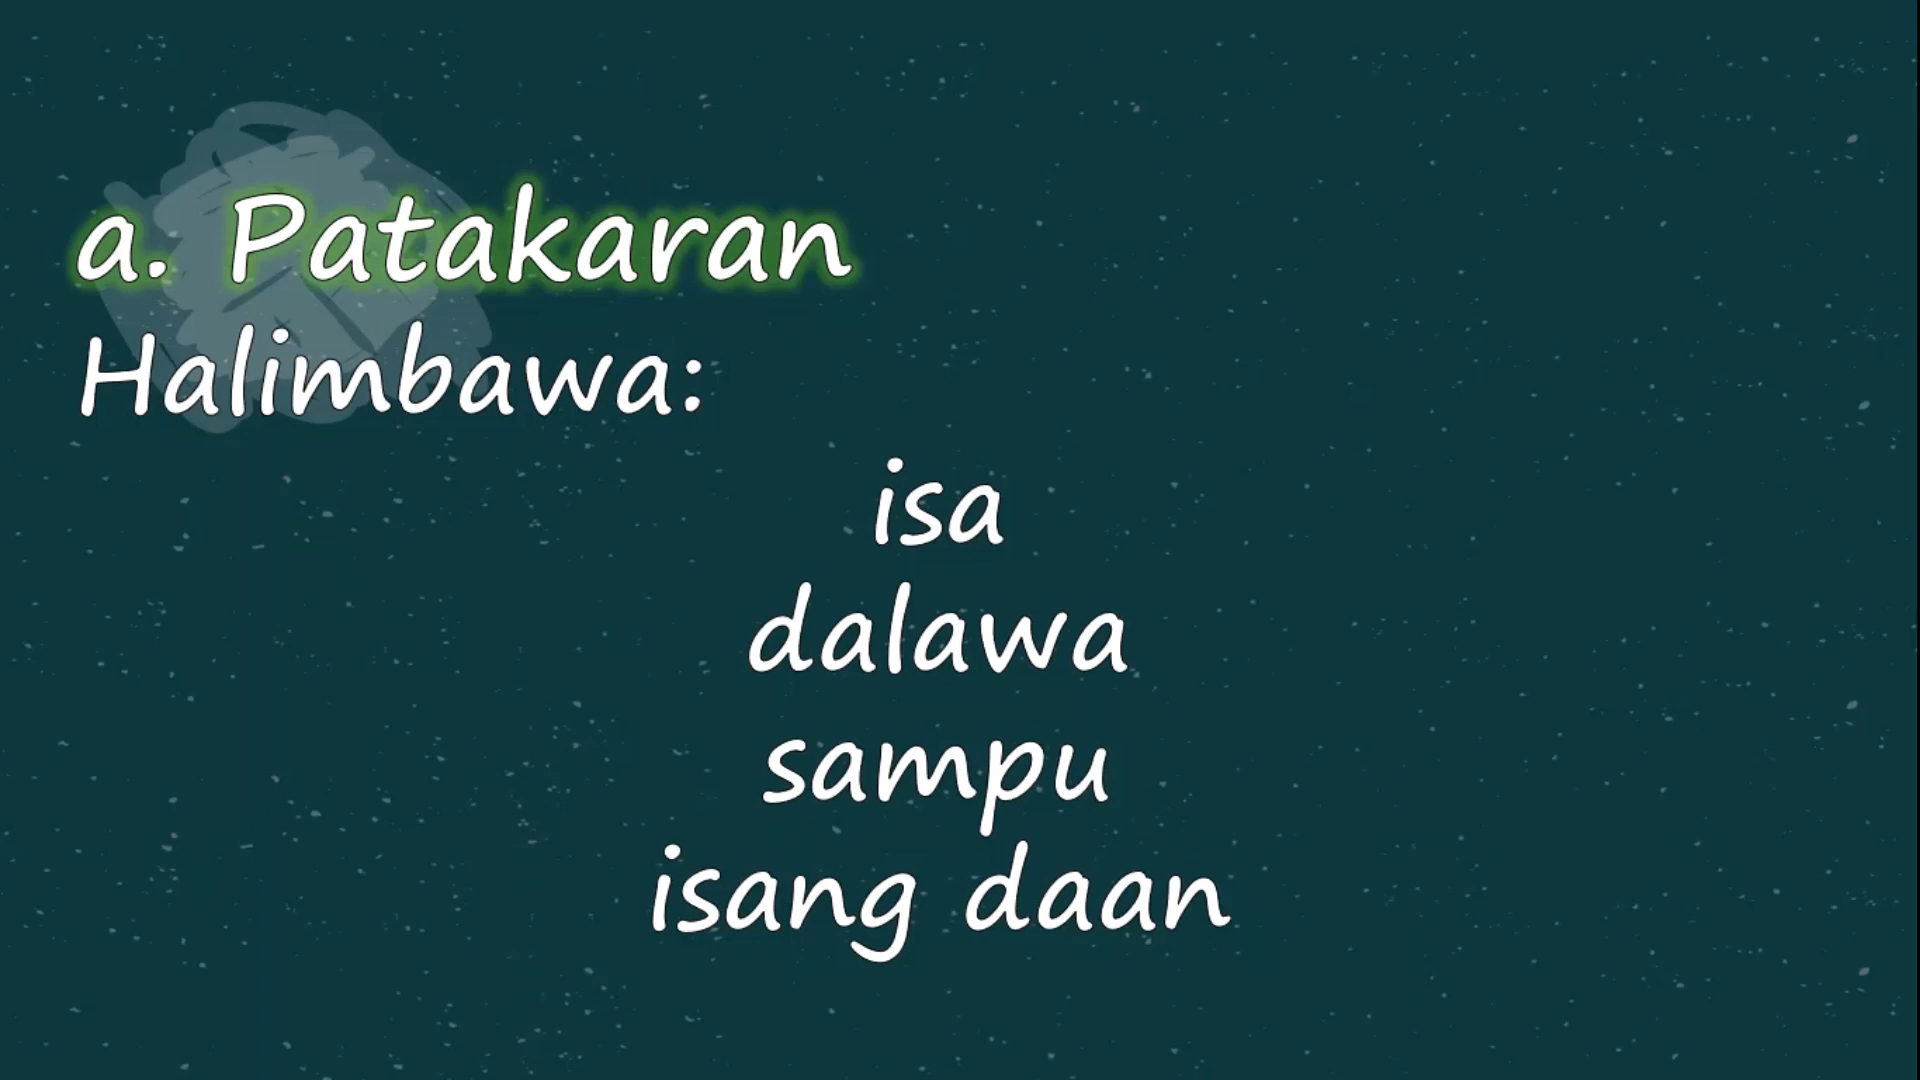 a. Patakaran
Halimbawa:
isa
dalawa
sampu
isang daan